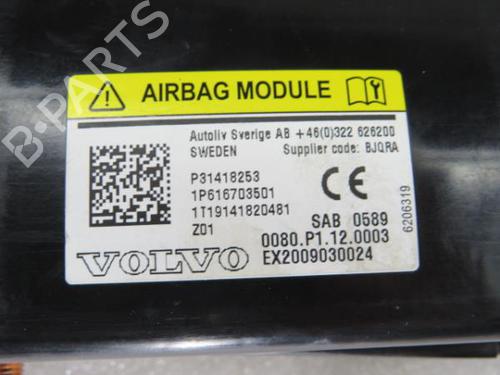 AIRBAG MODULE
Autoliv Sverige AB +46(0)322 626200
SWEDEN Supplier code: BJQRA
P31418253
1P616703501
1T19141820481
Z01
CE
SAB 0589
0080.P1.12.0003
EX2009030024
VOLVO
6206319
B-PARTS